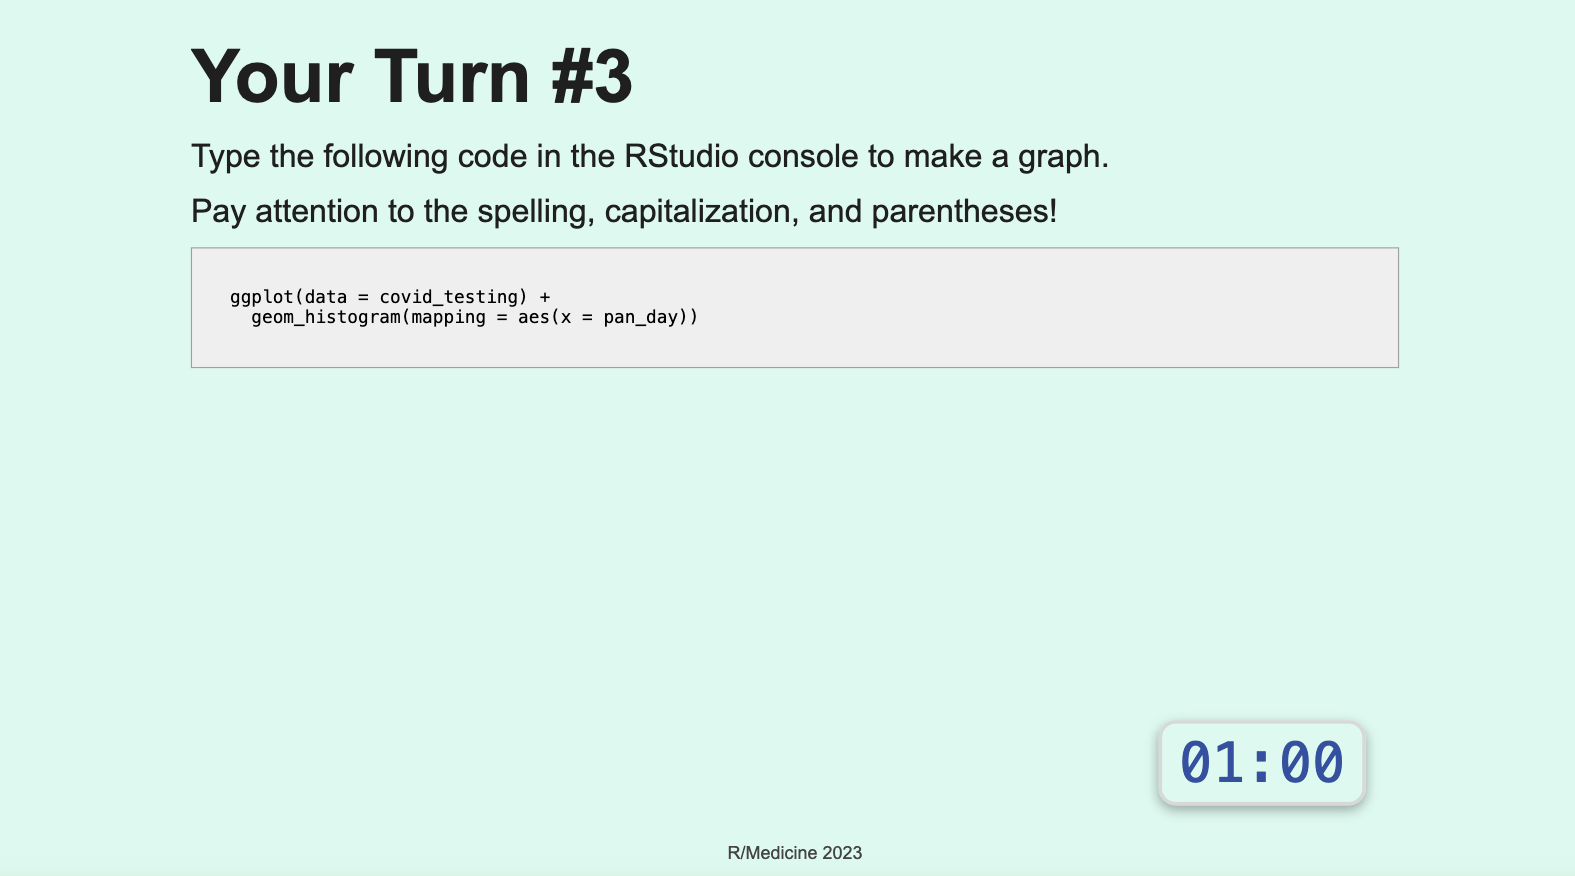 Your Turn #3
Type the following code in the RStudio console to make a graph.
Pay attention to the spelling, capitalization, and parentheses!
ggplot(data = covid_testing) +
  geom_histogram(mapping = aes(x = pan_day))
01:00
R/Medicine 2023